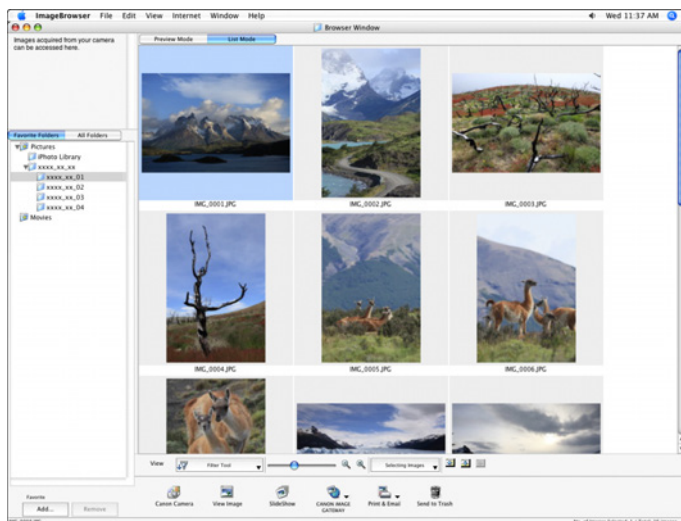 ImageBrowser File Edit View Internet Window Help
Wed 11:37 AM
Browser Window
Images acquired from your camera
can be accessed here.
Preview Mode List Mode
Favorite Folders All Folders
Pictures
iPhoto Library
xxxx_xx_xx
xxxx_xx_01
xxxx_xx_02
xxxx_xx_03
xxxx_xx_04
Movies
IMG_0001.JPG IMG_0002.JPG IMG_0003.JPG
IMG_0004.JPG IMG_0005.JPG IMG_0006.JPG
View Filter Tool Selecting Images
Favorite
Add... Remove
Canon Camera View Image SlideShow CANON iMAGE GATEWAY Print & Email Send to Trash